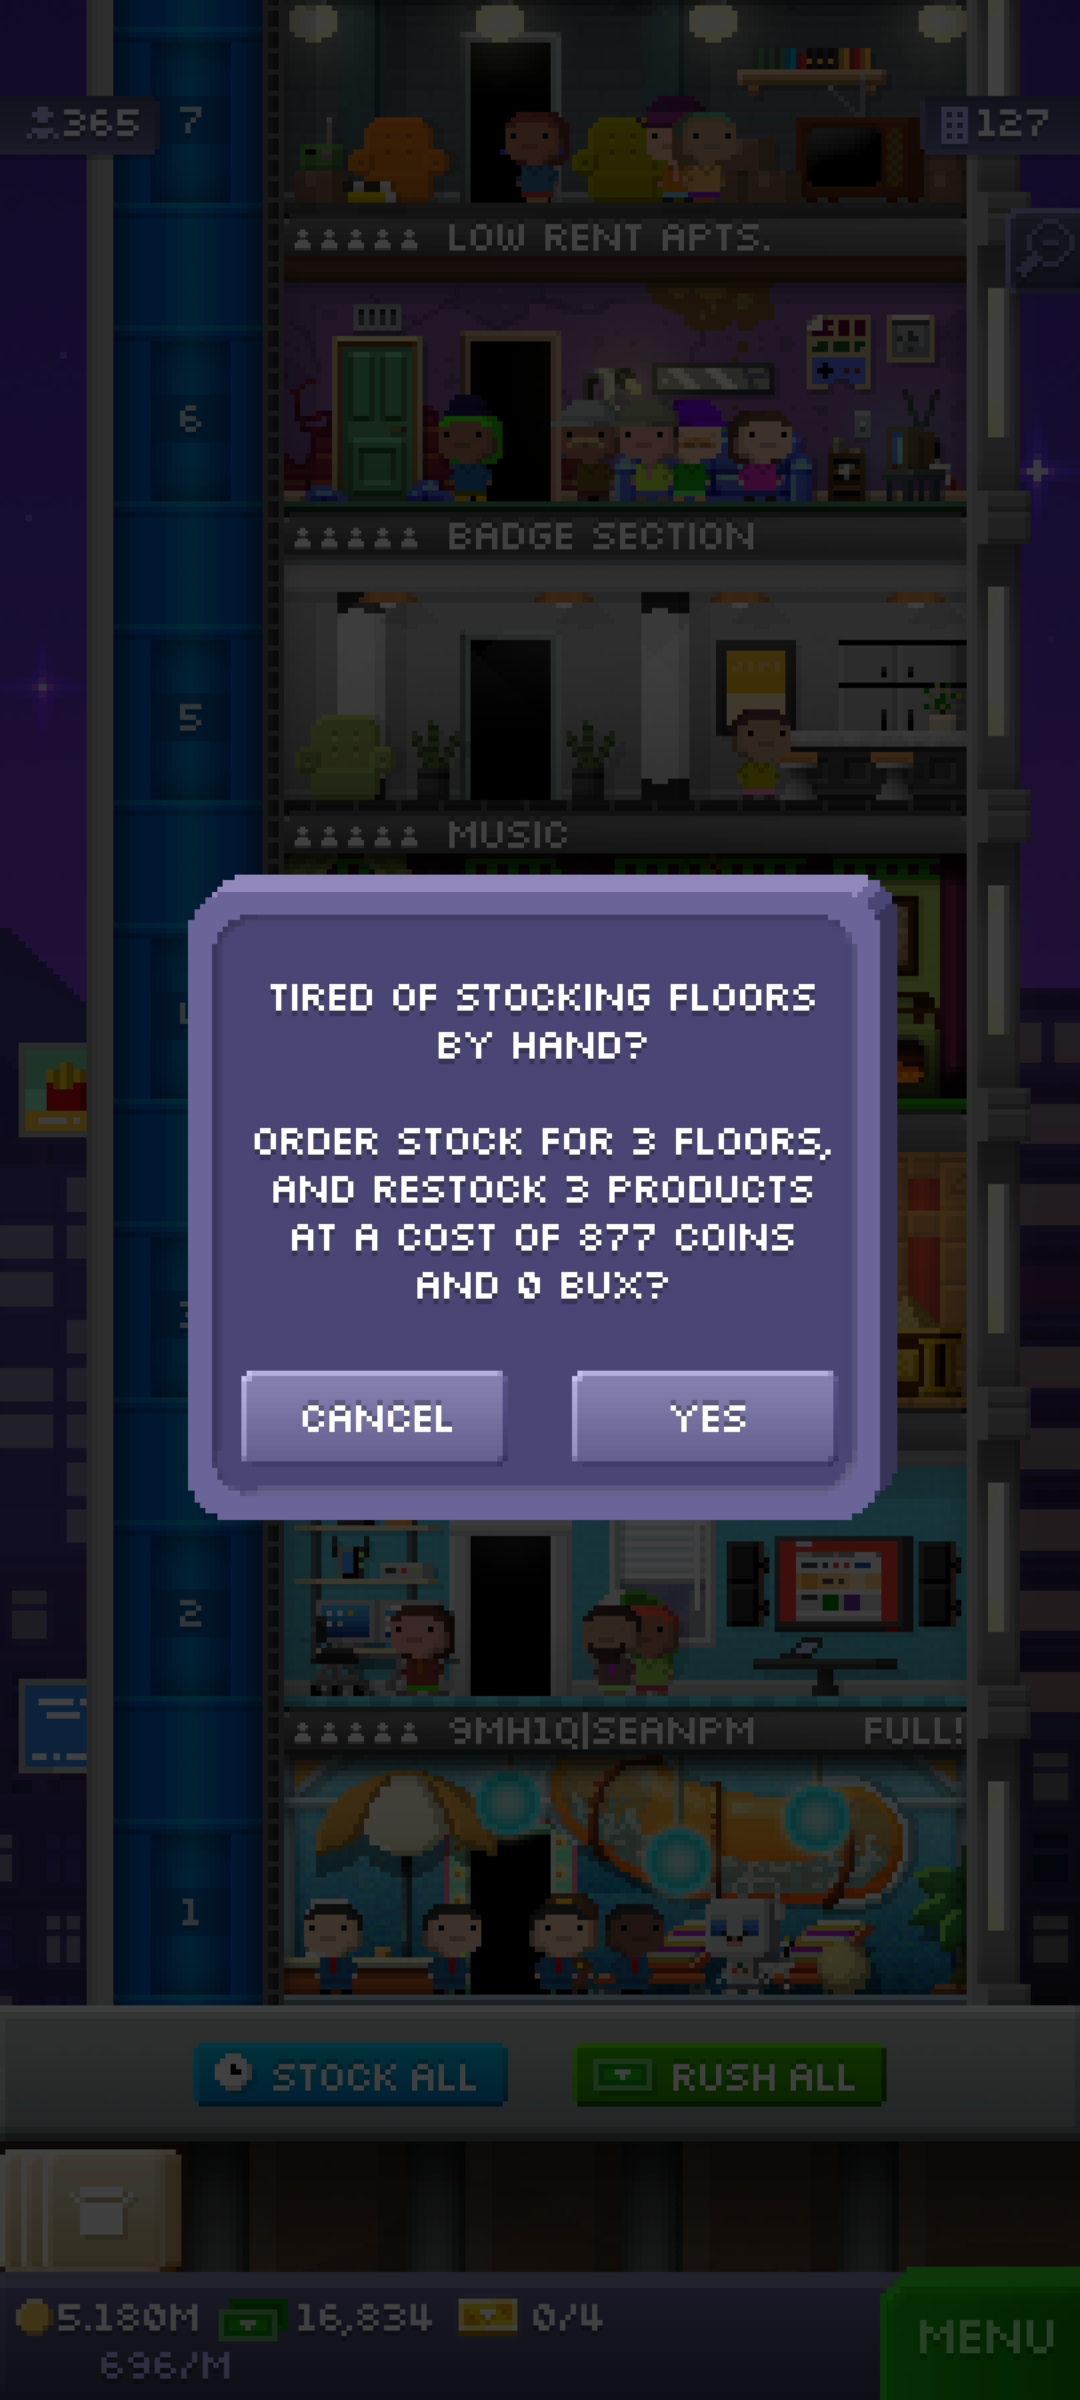 365
7
127
LOW RENT APTS.
6
BADGE SECTION
5
MUSIC
TIRED OF STOCKING FLOORS
BY HAND?
ORDER STOCK FOR 3 FLOORS,
AND RESTOCK 3 PRODUCTS
AT A COST OF 877 COINS
AND 0 BUX?
CANCEL
YES
2
9MH1Q|SEANPM
FULL!
1
STOCK ALL
RUSH ALL
5.180M
16,834
0/4
MENU
696/M